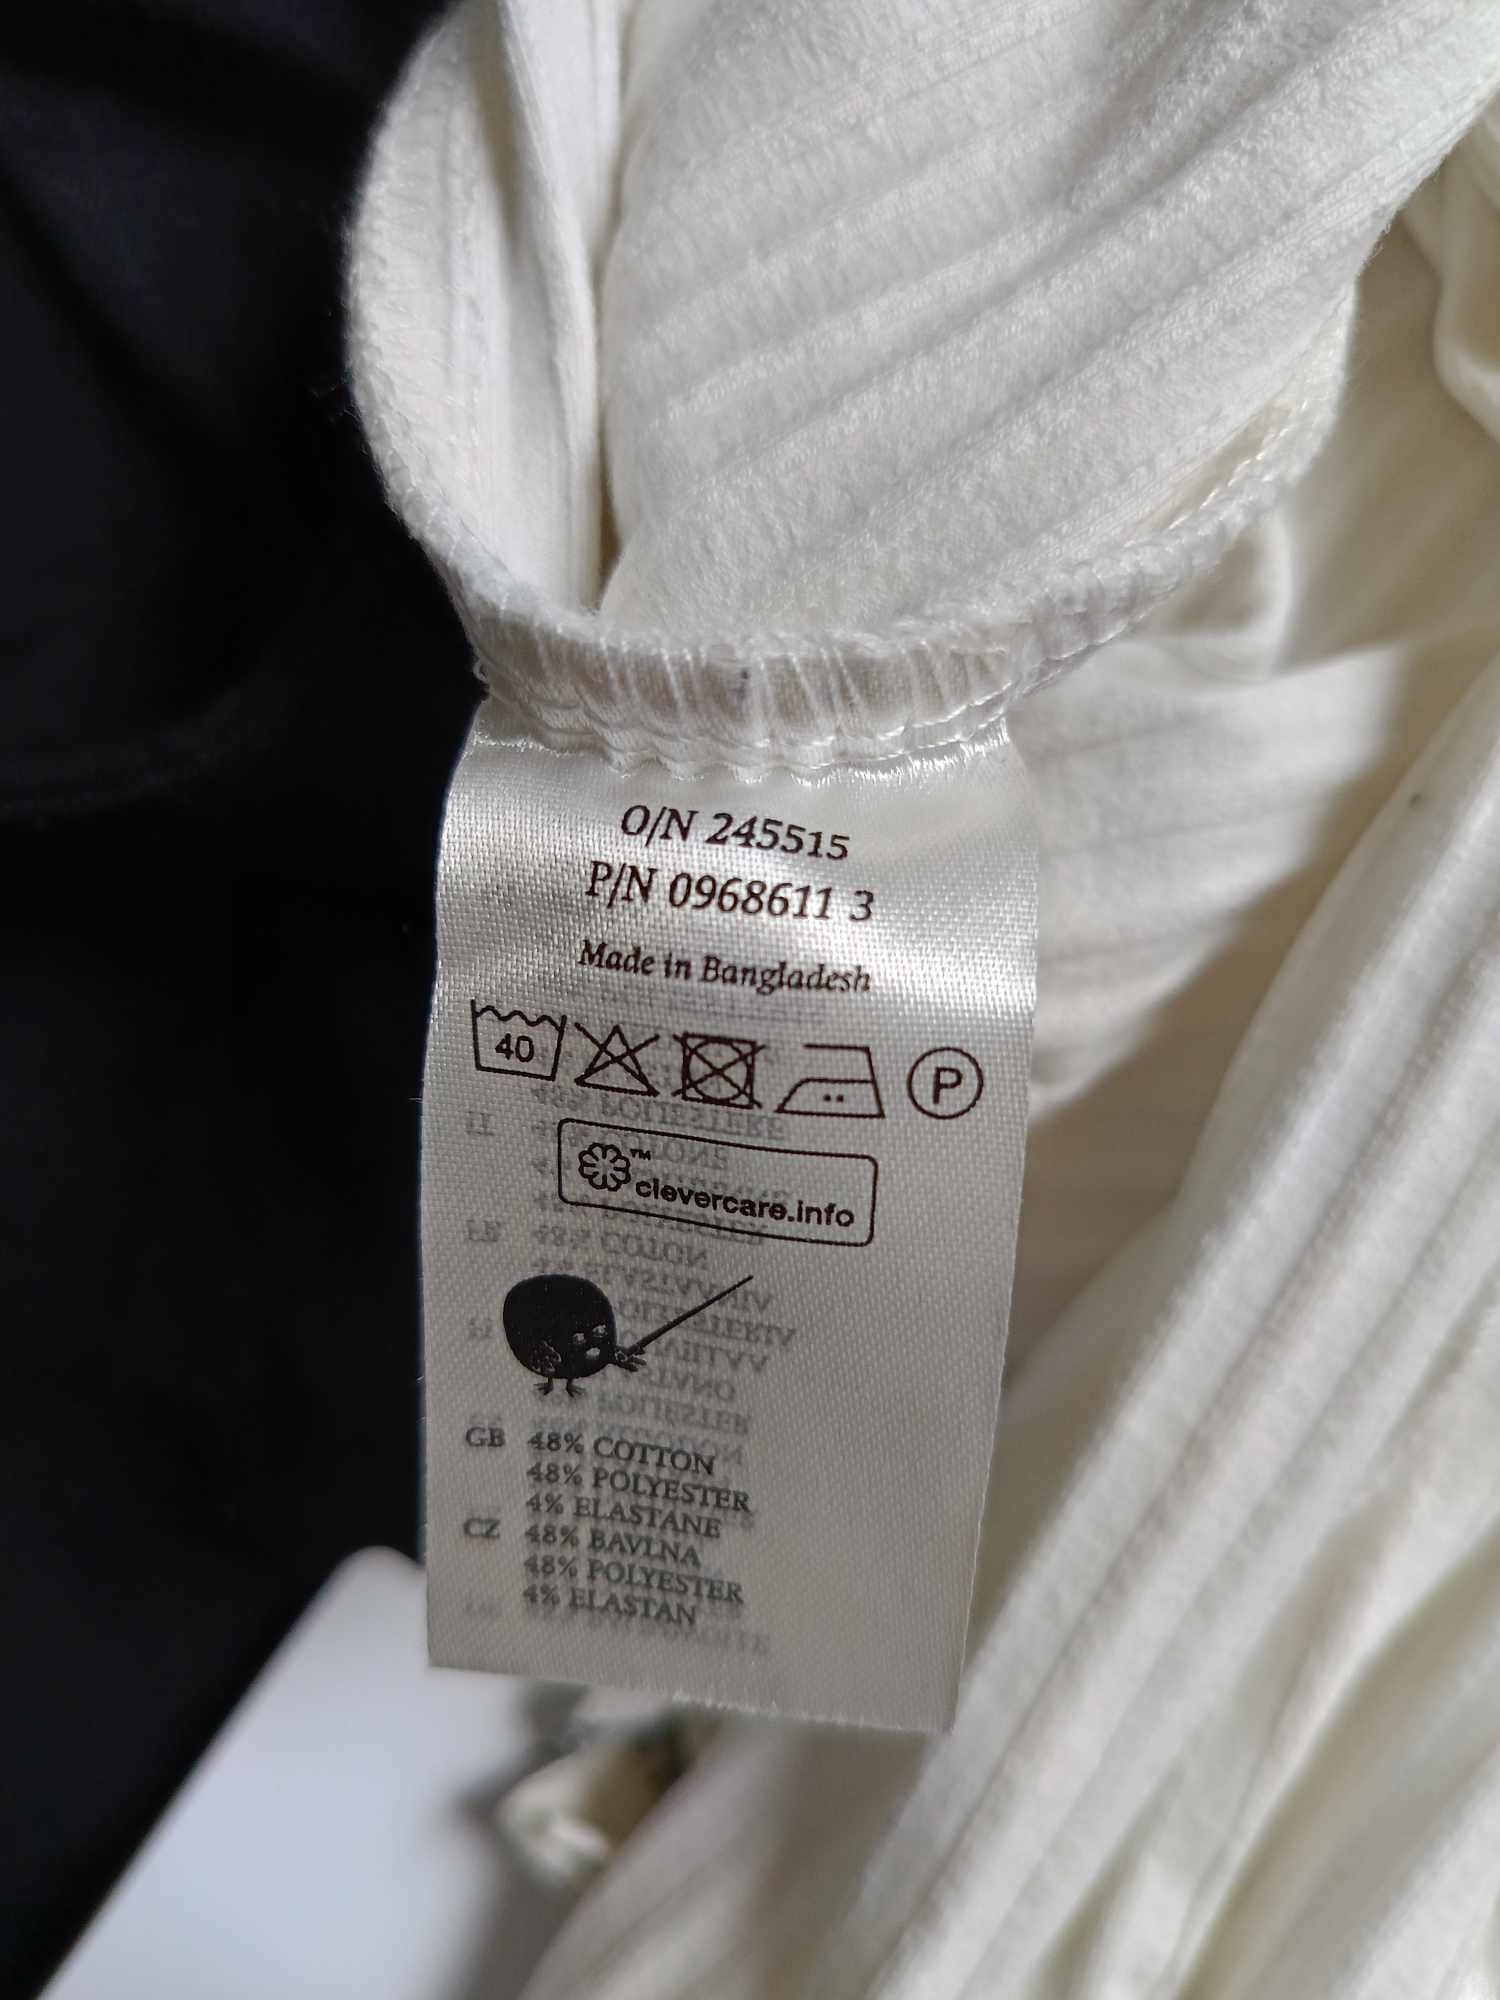 O/N 245515
P/N 0968611 3
Made in Bangladesh
40 P
™
clevercare.info
GB 48% COTTON
48% POLYESTER
4% ELASTANE
CZ 48% BAVLNA
48% POLYESTER
4% ELASTAN